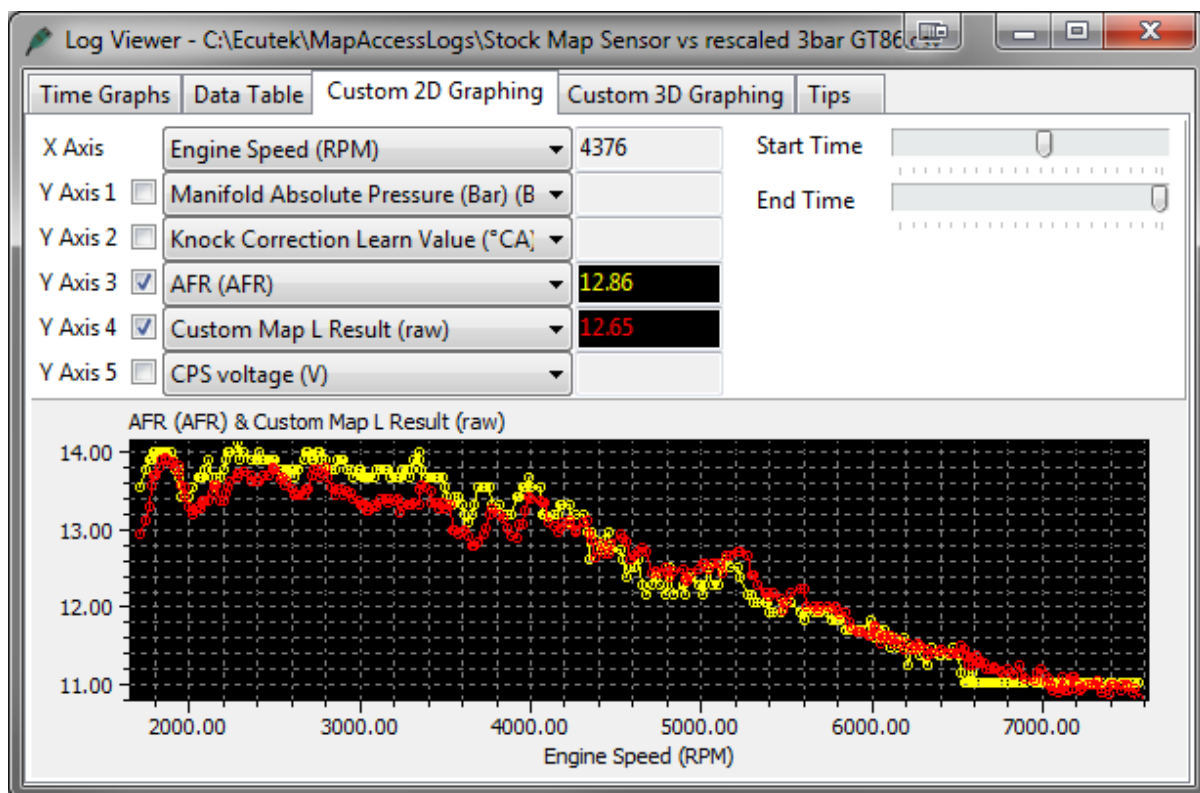 Log Viewer - C:\Ecutek\MapAccessLogs\Stock Map Sensor vs rescaled 3bar GT86.csv
Time Graphs Data Table Custom 2D Graphing Custom 3D Graphing Tips
X Axis Engine Speed (RPM) 4376 Start Time
Y Axis 1 Manifold Absolute Pressure (Bar) (B End Time
Y Axis 2 Knock Correction Learn Value (°CA)
Y Axis 3 AFR (AFR) 12.86
Y Axis 4 Custom Map L Result (raw) 12.65
Y Axis 5 CPS voltage (V)
AFR (AFR) & Custom Map L Result (raw)
14.00
13.00
12.00
11.00
2000.00 3000.00 4000.00 5000.00 6000.00 7000.00
Engine Speed (RPM)